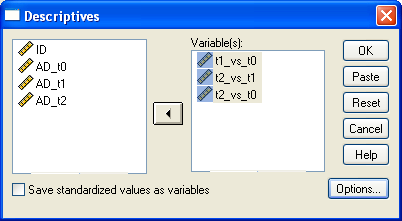 Descriptives
Variable(s):
ID
AD_t0
AD_t1
AD_t2
t1_vs_t0
t2_vs_t1
t2_vs_t0
OK
Paste
Reset
Cancel
Help
Save standardized values as variables
Options...